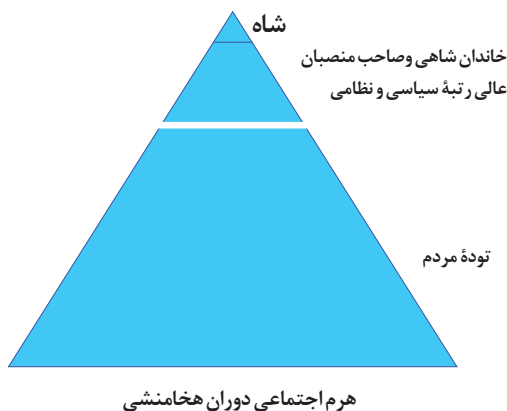 شاه
خاندان شاهی وصاحب منصبان
عالی رتبهٔ سیاسی و نظامی
تودهٔ مردم
هرم اجتماعی دوران هخامنشی